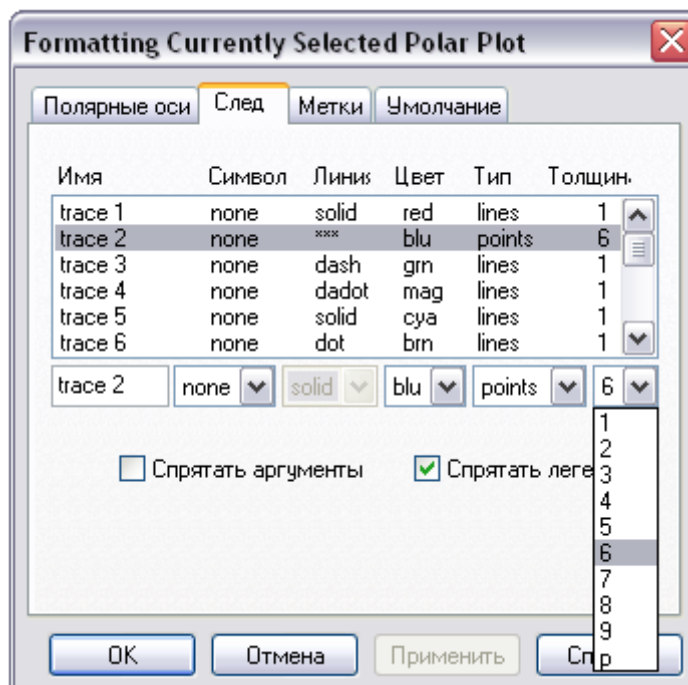 Formatting Currently Selected Polar Plot
Полярные оси След Метки Умолчание
Имя Символ Линия Цвет Тип Толщин
trace 1 none solid red lines 1
trace 2 none *** blu points 6
trace 3 none dash grn lines 1
trace 4 none dadot mag lines 1
trace 5 none solid cya lines 1
trace 6 none dot brn lines 1
trace 2 none solid blu points 6
1
2
Спрятать аргументы Спрятать леге 3
4
5
6
7
8
9
OK Отмена Применить Сп p